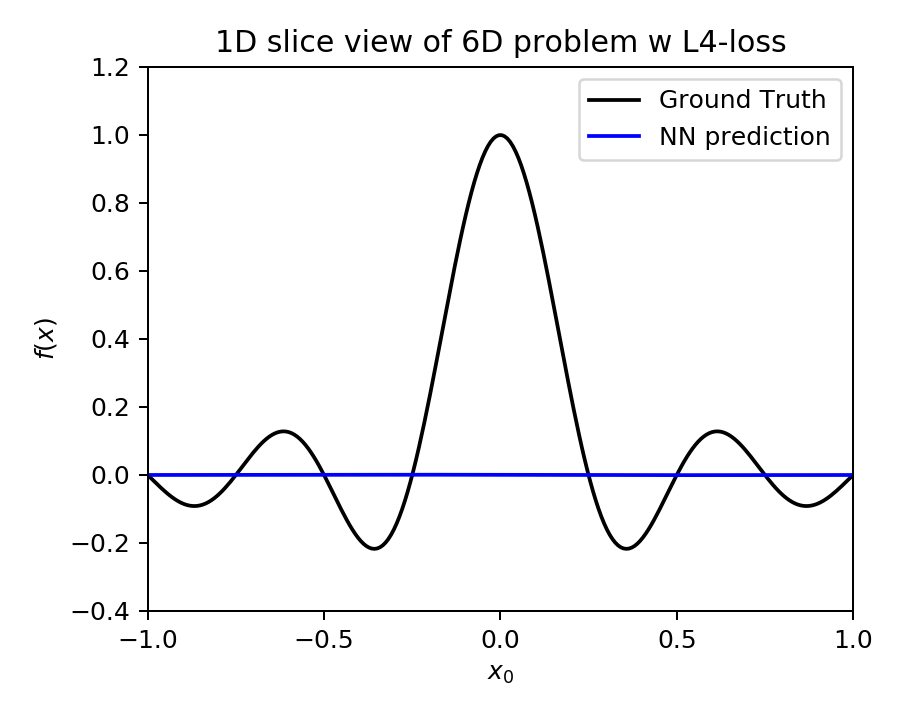 1D slice view of 6D problem w L4-loss
Ground Truth
NN prediction
1.2
1.0
0.8
0.6
0.4
0.2
0.0
−0.2
−0.4
f(x)
−1.0 −0.5 0.0 0.5 1.0
x₀